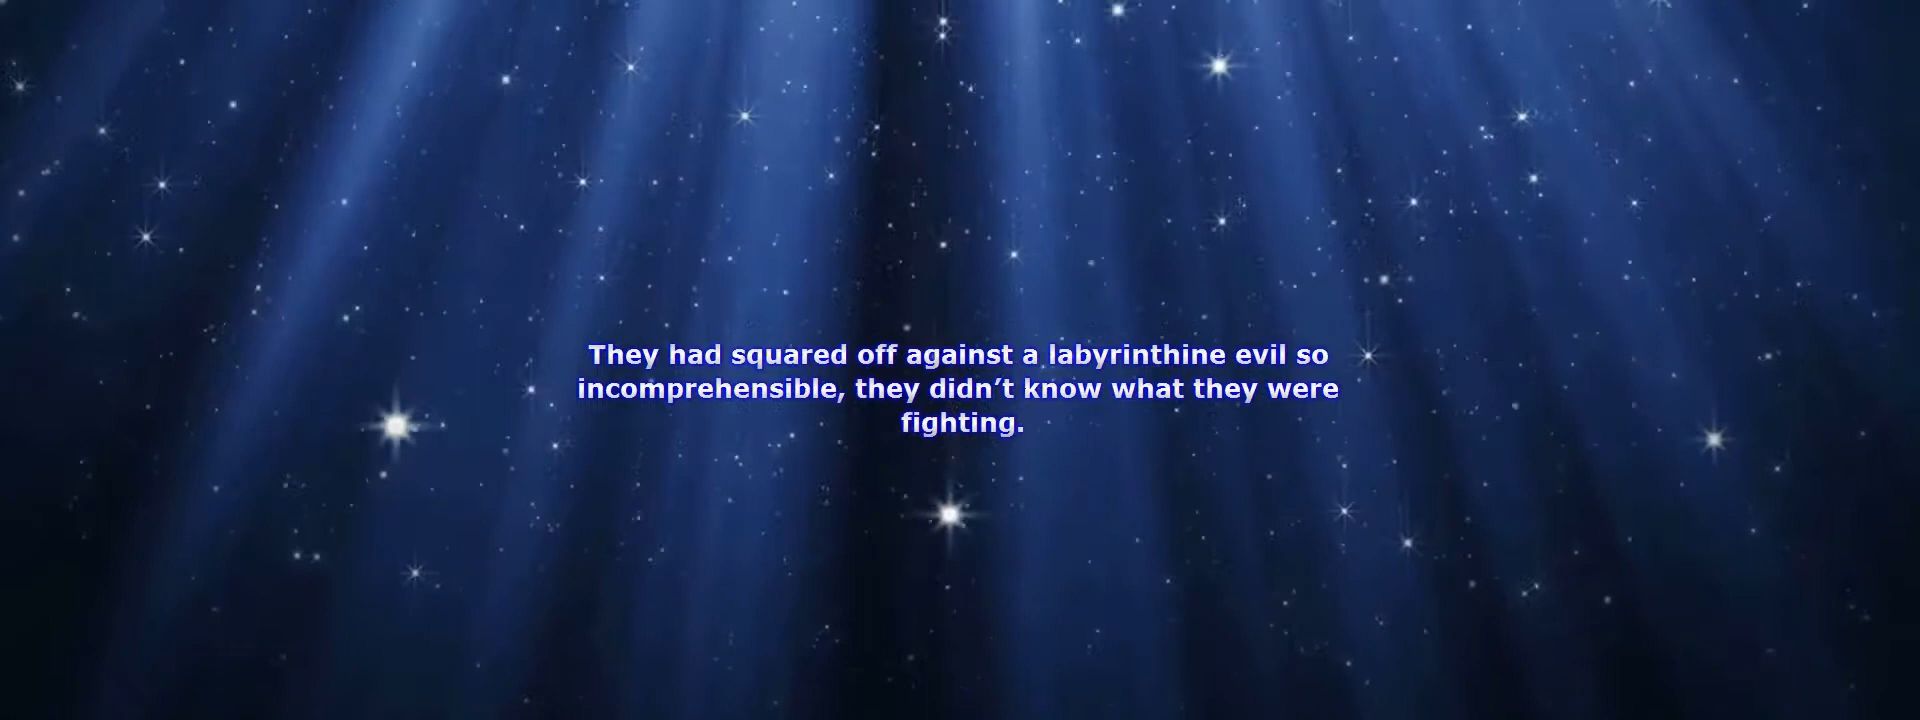 They had squared off against a labyrinthine evil so
incomprehensible, they didn’t know what they were
fighting.